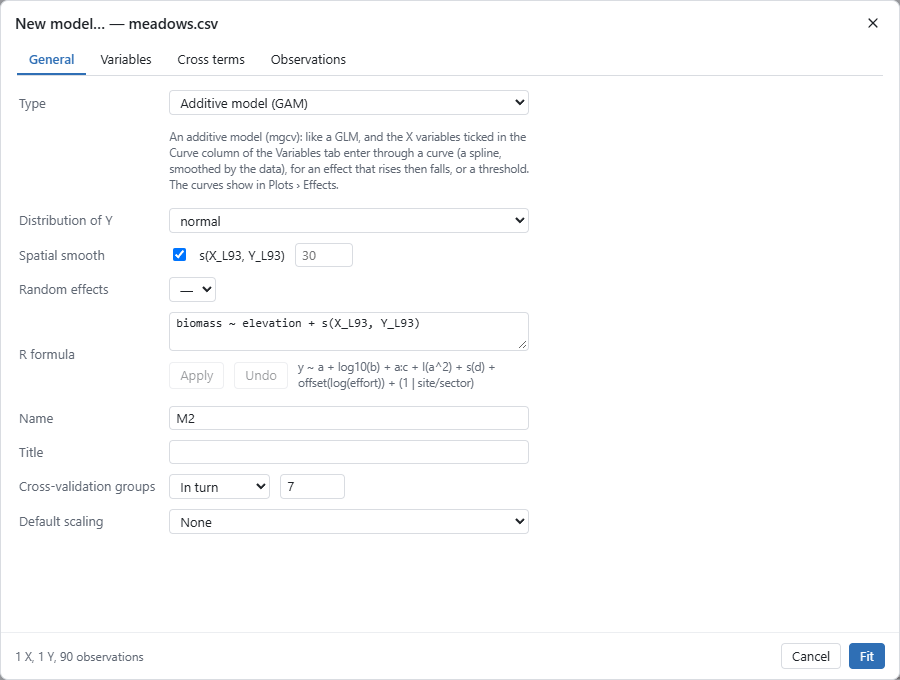 New model... — meadows.csv
General Variables Cross terms Observations
Type Additive model (GAM)
An additive model (mgcv): like a GLM, and the X variables ticked in the
Curve column of the Variables tab enter through a curve (a spline,
smoothed by the data), for an effect that rises then falls, or a threshold.
The curves show in Plots › Effects.
Distribution of Y normal
Spatial smooth s(X_L93, Y_L93) 30
Random effects —
biomass ~ elevation + s(X_L93, Y_L93)
R formula
Apply Undo y ~ a + log10(b) + a:c + I(a^2) + s(d) +
offset(log(effort)) + (1 | site/sector)
Name M2
Title
Cross-validation groups In turn 7
Default scaling None
1 X, 1 Y, 90 observations Cancel Fit